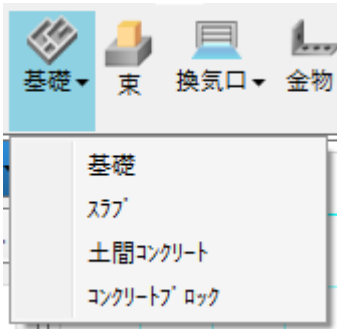 基礎▼ 束 換気口▼ 金物
基礎
ｽﾗﾌﾞ
土間ｺﾝｸﾘｰﾄ
ｺﾝｸﾘｰﾄﾌﾞﾛｯｸ